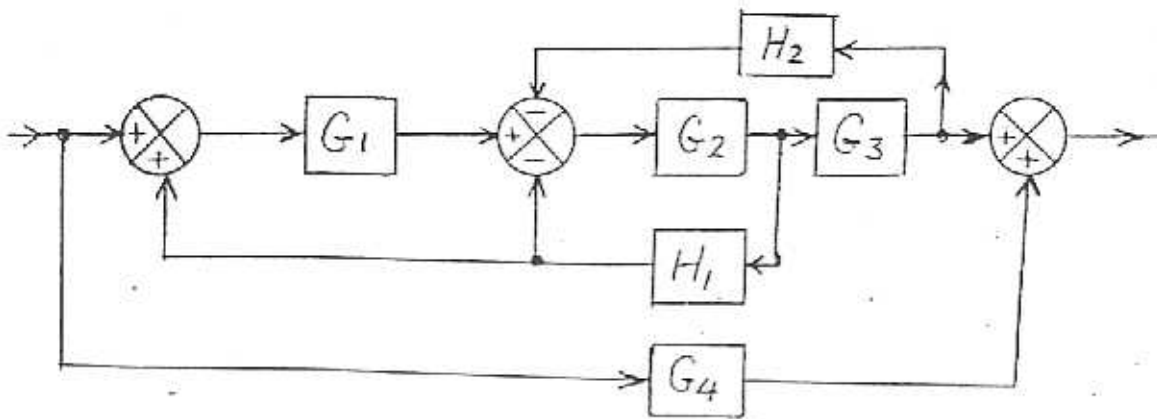 H2
+ + G1 + − − G2 G3 + +
H1
G4